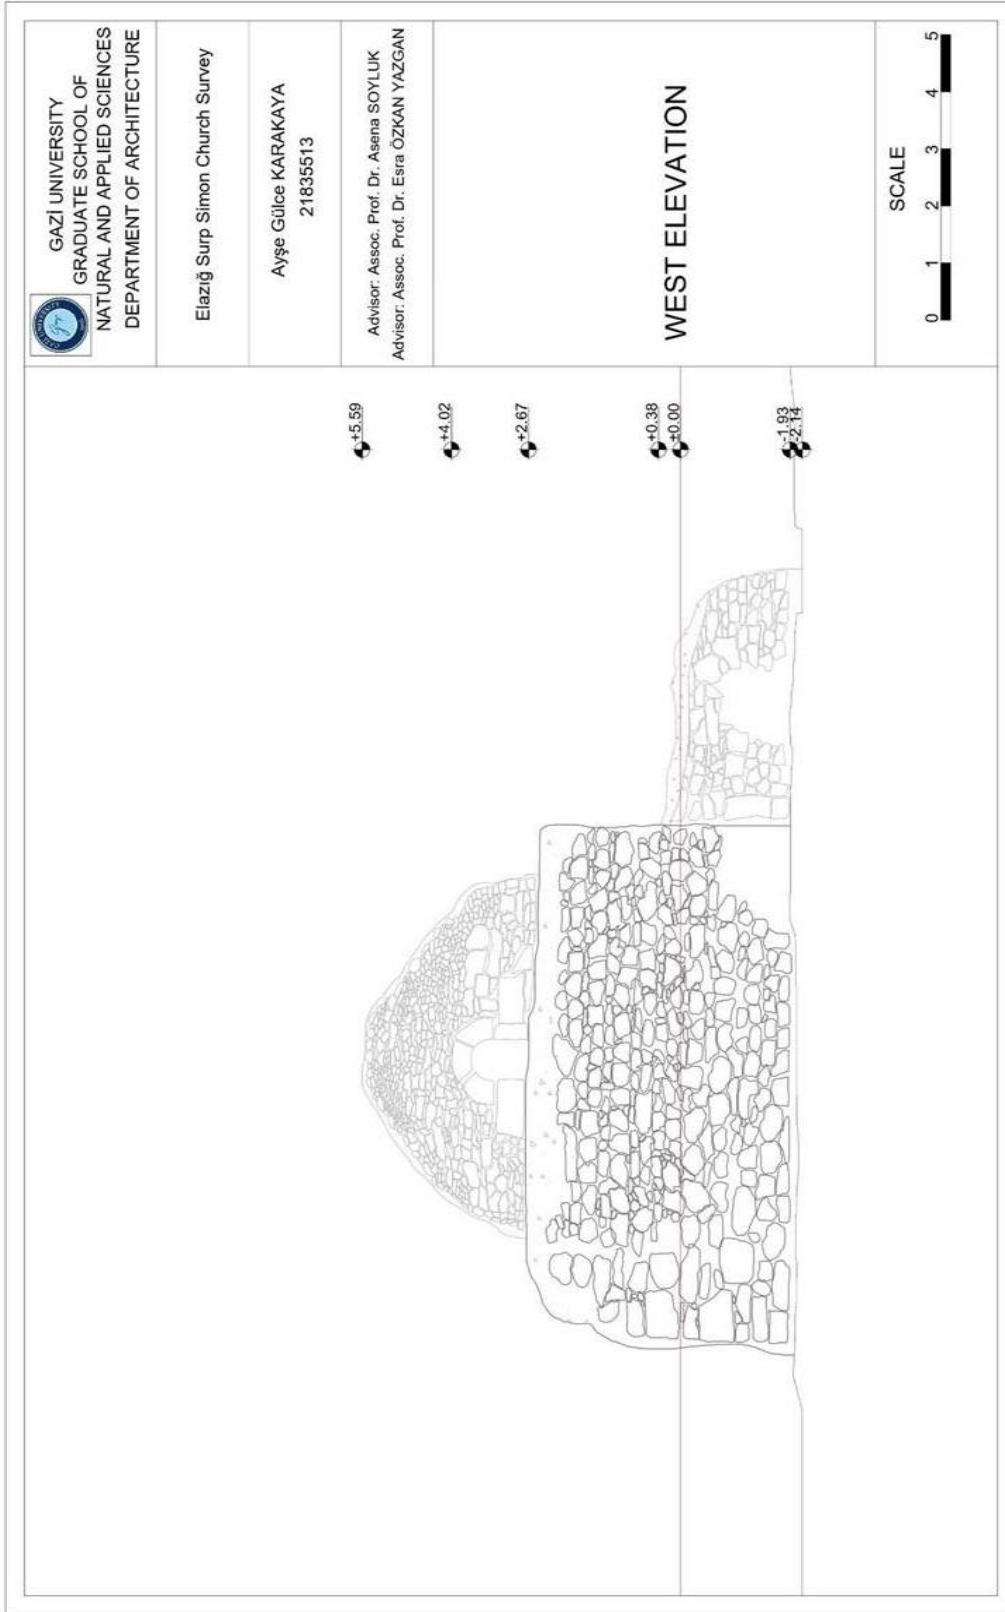 GAZİ UNIVERSITY
GRADUATE SCHOOL OF
NATURAL AND APPLIED SCIENCES
DEPARTMENT OF ARCHITECTURE
Elazığ Surp Simon Church Survey
Ayşe Gülce KARAKAYA
21835513
Advisor: Assoc. Prof. Dr. Asena SOYLUK
Advisor: Assoc. Prof. Dr. Esra ÖZKAN YAZGAN
WEST ELEVATION
SCALE
0 1 2 3 4 5
+5.59
+4.02
+2.67
+0.38
+0.00
-1.93
-2.14